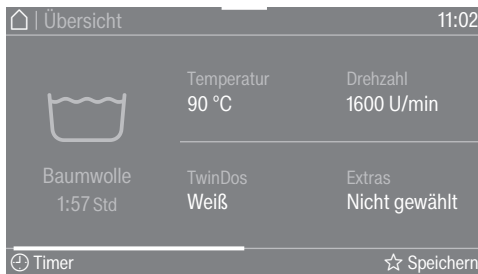 | Übersicht 11:02
Temperatur Drehzahl
90 °C 1600 U/min
Baumwolle TwinDos Extras
1:57 Std Weiß Nicht gewählt
Timer Speichern